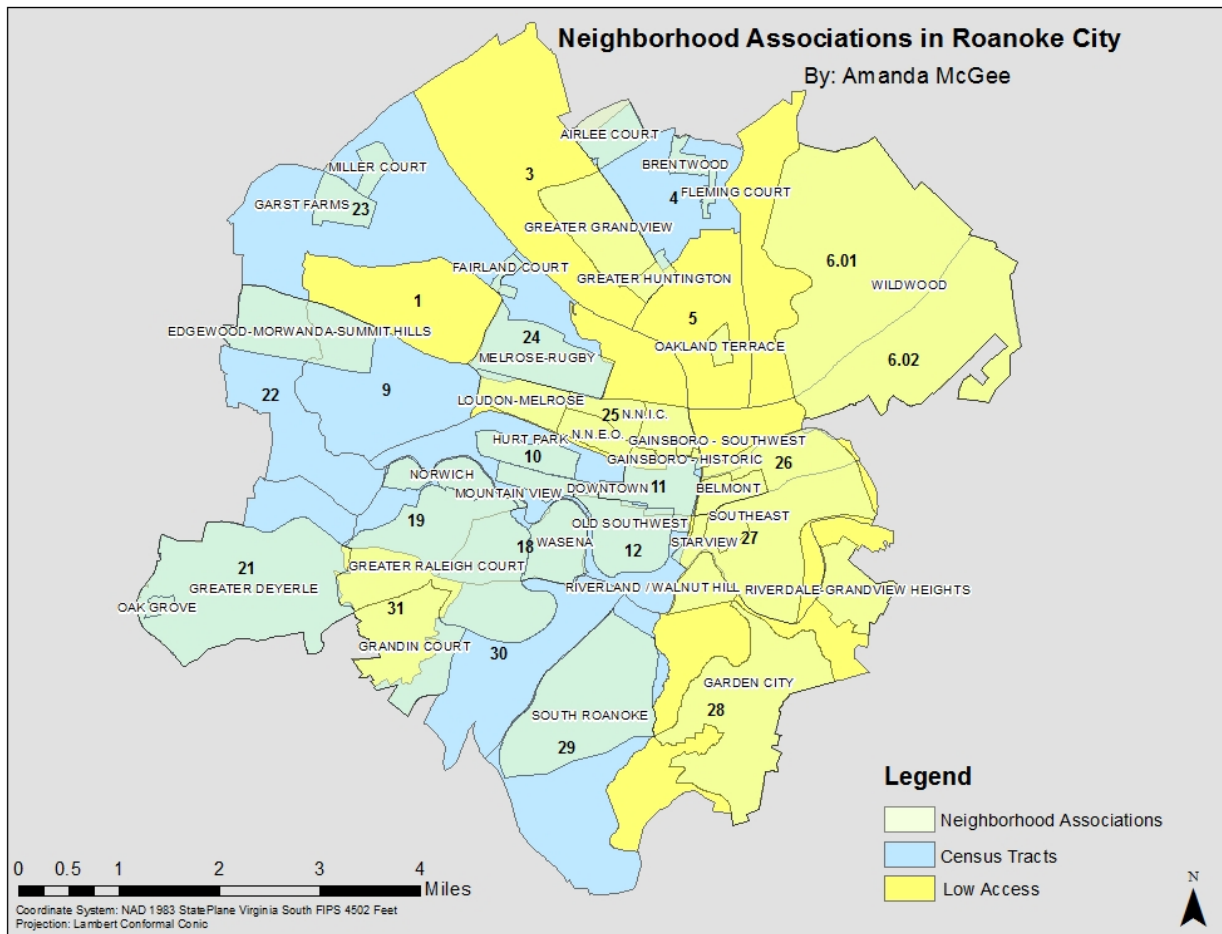 Neighborhood Associations in Roanoke City
By: Amanda McGee
AIRLEE COURT
MILLER COURT
BRENTWOOD
3
4
FLEMING COURT
GARST FARMS
23
GREATER GRANDVIEW
6.01
FAIRLAND COURT
GREATER HUNTINGTON
WILDWOOD
1
5
EDGEWOOD-MORWANDA-SUMMIT HILLS
24
OAKLAND TERRACE
MELROSE-RUGBY
6.02
22
9
LOUDON-MELROSE
25
N.N.I.C.
N.N.E.O.
GAINSBORO - SOUTHWEST
HURT PARK
10
GAINSBORO - HISTORIC
26
NORWICH
MOUNTAIN VIEW
DOWNTOWN
11
BELMONT
19
OLD SOUTHWEST
SOUTHEAST
18
WASENA
12
STARVIEW
27
21
GREATER DEYERLE
GREATER RALEIGH COURT
RIVERLAND / WALNUT HILL
RIVERDALE-GRANDVIEW HEIGHTS
OAK GROVE
31
GRANDIN COURT
30
GARDEN CITY
28
SOUTH ROANOKE
29
Legend
Neighborhood Associations
Census Tracts
Low Access
0 0.5 1 2 3 4
Miles
N
Coordinate System: NAD 1983 StatePlane Virginia South FIPS 4502 Feet
Projection: Lambert Conformal Conic